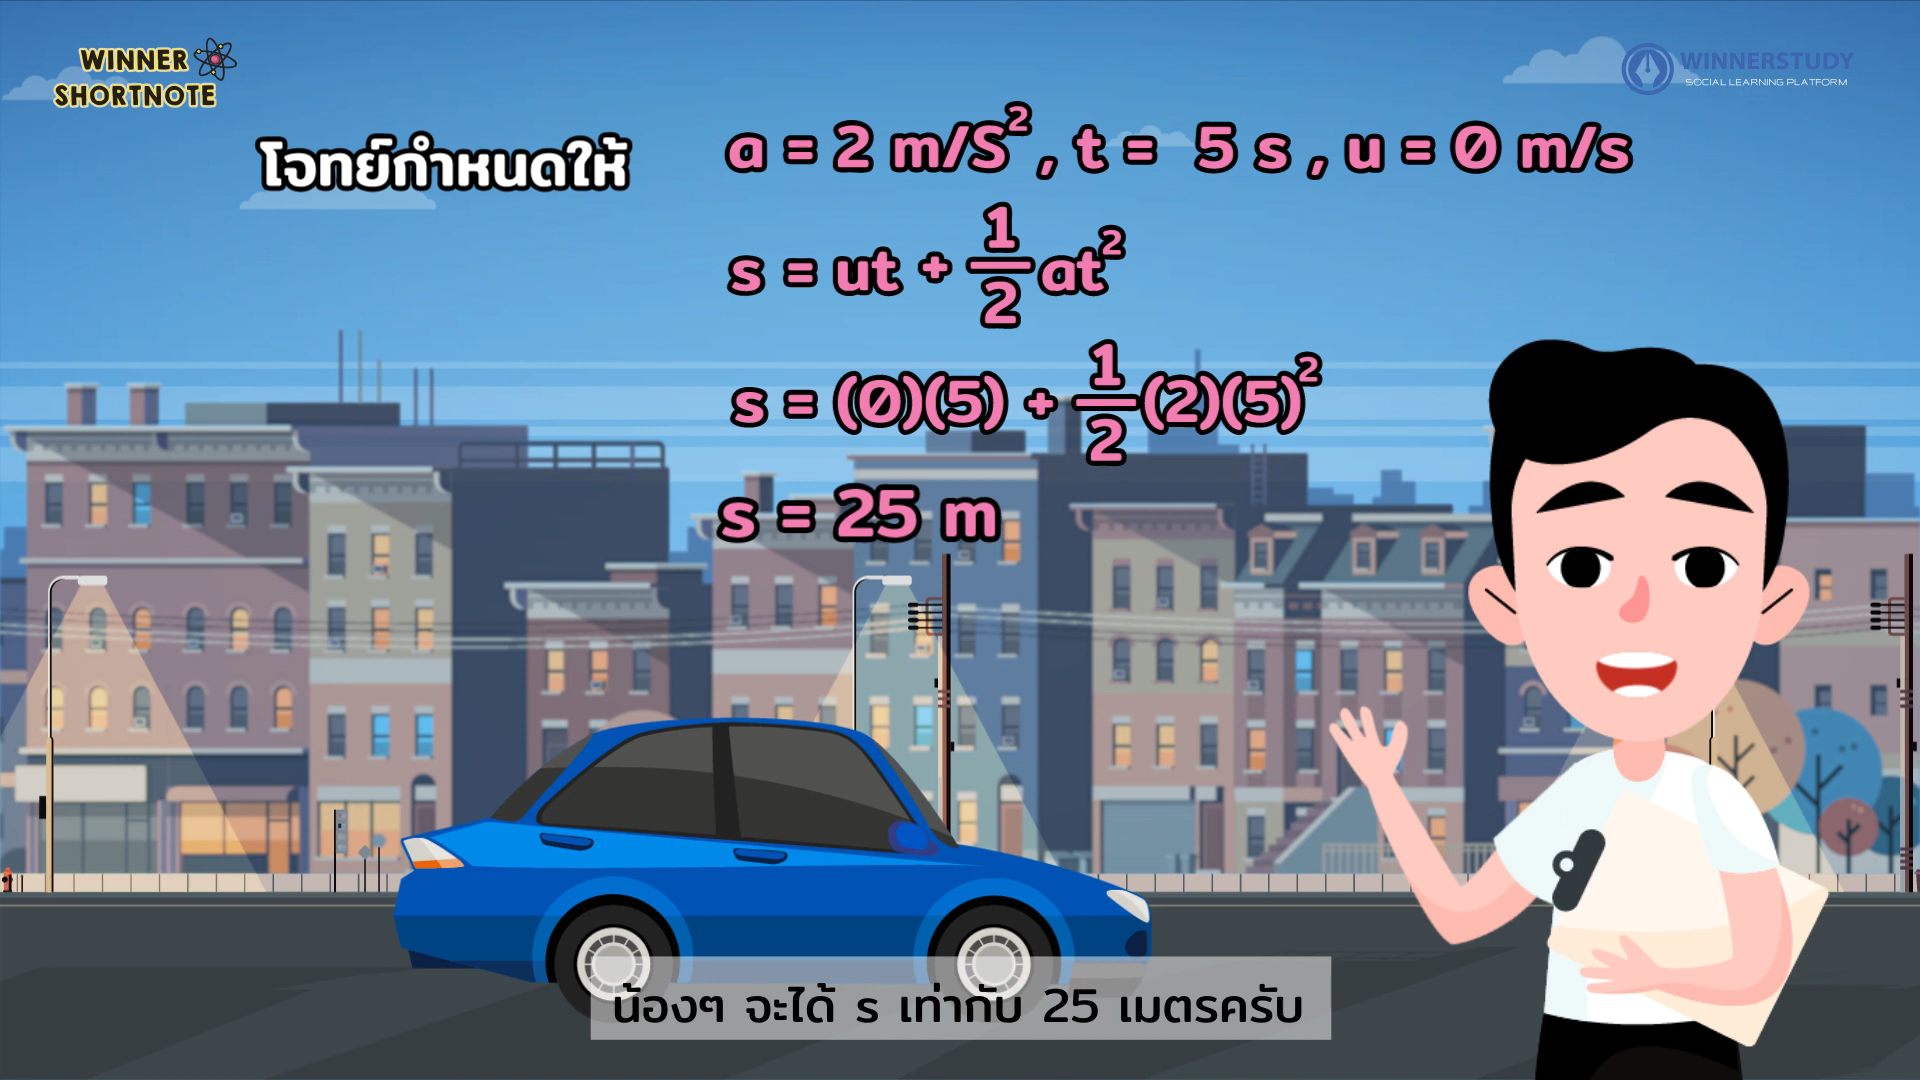 WINNER
SHORTNOTE
WINNERSTUDY
SOCIAL LEARNING PLATFORM
โจทย์กำหนดให้ a = 2 m/S², t = 5 s , u = 0 m/s
s = ut + 1/2 at²
s = (0)(5) + 1/2 (2)(5)²
s = 25 m
น้องๆ จะได้ s เท่ากับ 25 เมตรครับ